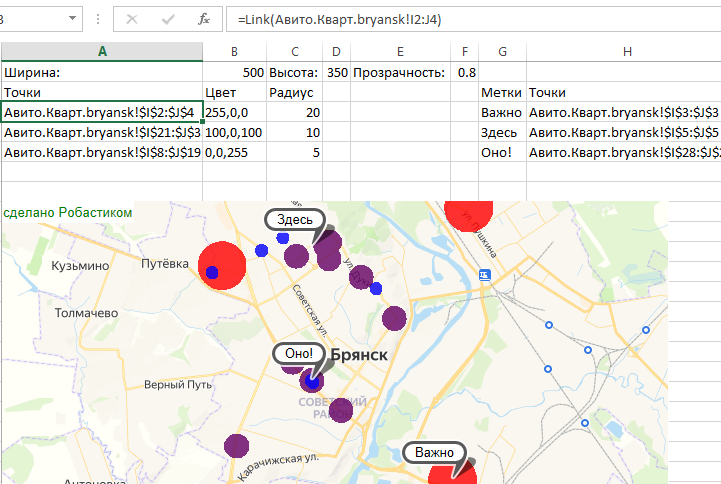 =Link(Авито.Кварт.bryansk!I2:J4)
A B C D E F G H
Ширина: 500 Высота: 350 Прозрачность: 0.8
Точки Цвет Радиус Метки Точки
Авито.Кварт.bryansk!$I$2:$J$4 255,0,0 20 Важно Авито.Кварт.bryansk!$I$3:$J$3
Авито.Кварт.bryansk!$I$21:$J$3 100,0,100 10 Здесь Авито.Кварт.bryansk!$I$5:$J$5
Авито.Кварт.bryansk!$I$8:$J$19 0,0,255 5 Оно! Авито.Кварт.bryansk!$I$28:$J$
сделано Робастиком
Здесь
ул. Пушкина
Кузьмино
Путёвка
Советская ул.
Толмачево
Оно!
Брянск
Верный Путь
СОВЕТСКИЙ
РАЙОН
Важно
Карачижская ул.
Антоновка